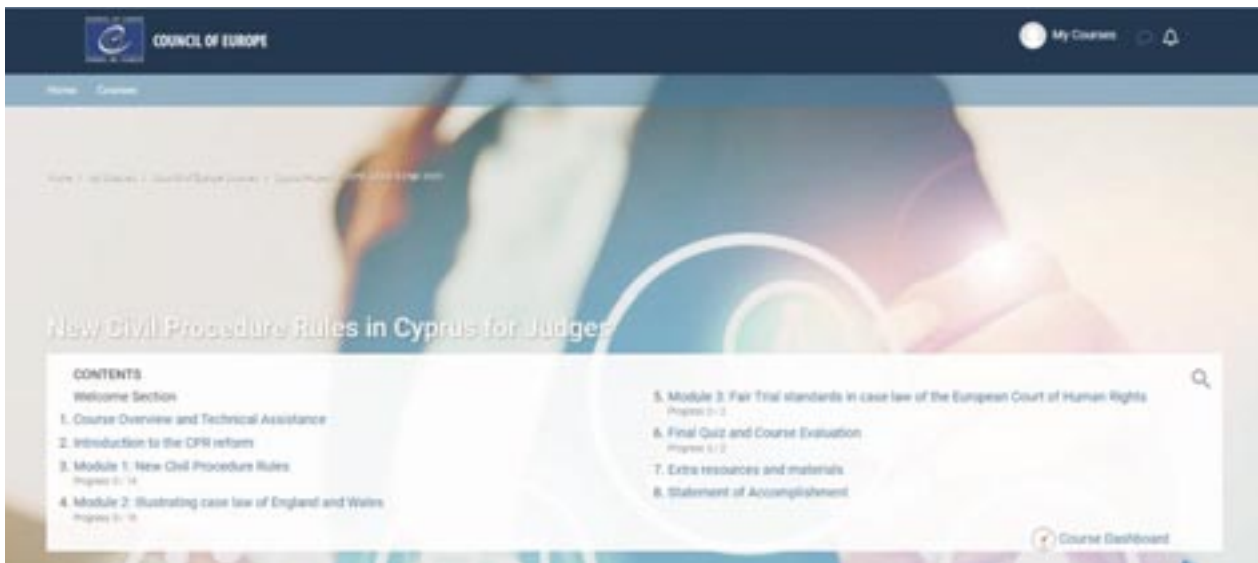 COUNCIL OF EUROPE
My Courses
Home Courses
New Civil Procedure Rules in Cyprus for Judges
CONTENTS
Welcome Section
1. Course Overview and Technical Assistance
2. Introduction to the CPR reform
3. Module 1: New Civil Procedure Rules
Progress: 0 / 14
4. Module 2: Illustrating case law of England and Wales
5. Module 3: Fair Trial standards in case law of the European Court of Human Rights
6. Final Quiz and Course Evaluation
7. Extra resources and materials
8. Statement of Accomplishment
Course Dashboard